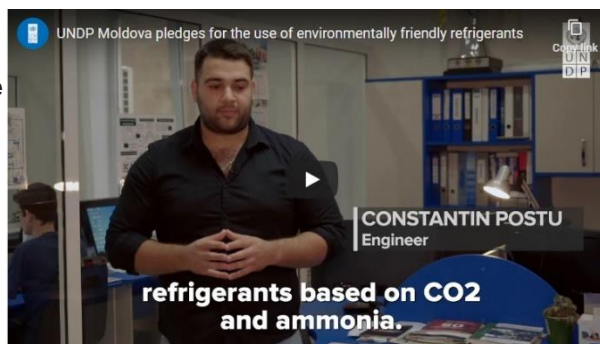 UNDP Moldova pledges for the use of environmentally friendly refrigerants
Copy link
U N
D P
e
CONSTANTIN POSTU
Engineer
refrigerants based on CO2
and ammonia.